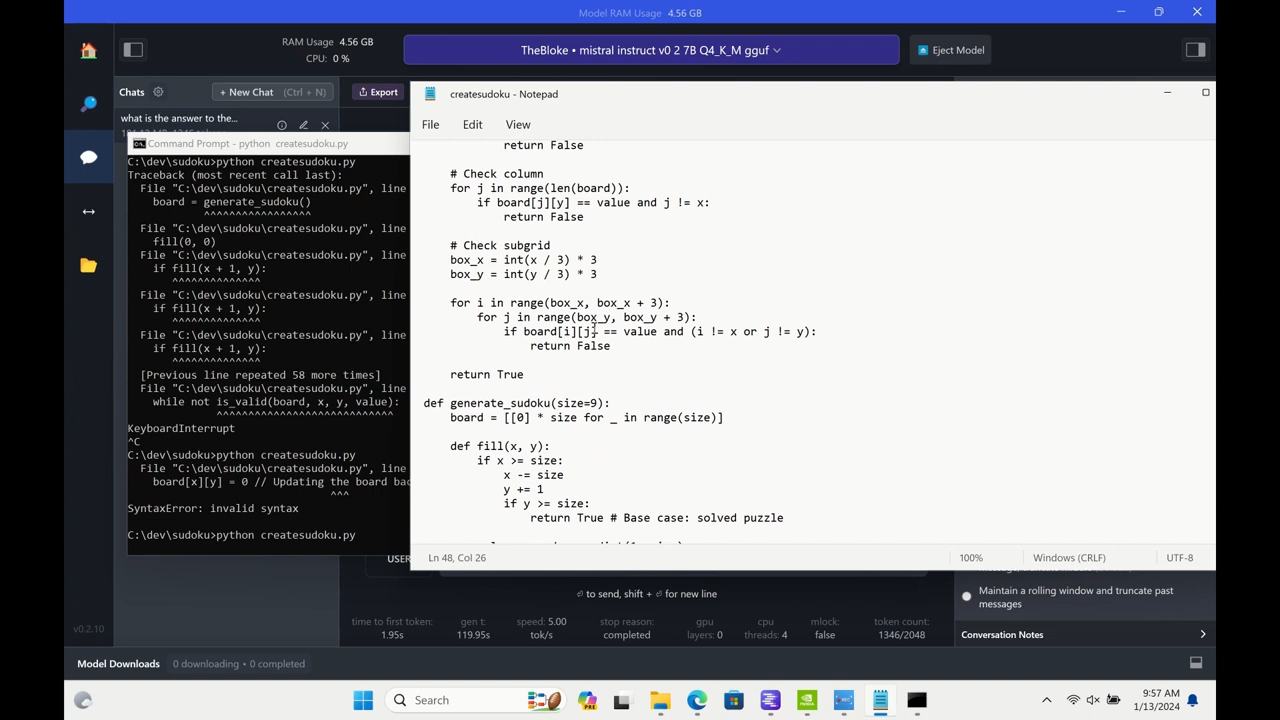 Model RAM Usage 4.56 GB
RAM Usage 4.56 GB
CPU: 0 %
TheBloke • mistral instruct v0 2 7B Q4_K_M gguf
Eject Model
Chats
+ New Chat (Ctrl + N)
Export
what is the answer to the...
Command Prompt - python createsudoku.py
C:\dev\sudoku>python createsudoku.py
Traceback (most recent call last):
File "C:\dev\sudoku\createsudoku.py", line
board = generate_sudoku()
^^^^^^^^^^^^^^^^^
File "C:\dev\sudoku\createsudoku.py", line
fill(0, 0)
File "C:\dev\sudoku\createsudoku.py", line
if fill(x + 1, y):
^^^^^^^^^^^^^^
File "C:\dev\sudoku\createsudoku.py", line
if fill(x + 1, y):
^^^^^^^^^^^^^^
File "C:\dev\sudoku\createsudoku.py", line
if fill(x + 1, y):
^^^^^^^^^^^^^^
[Previous line repeated 58 more times]
File "C:\dev\sudoku\createsudoku.py", line
while not is_valid(board, x, y, value):
^^^^^^^^^^^^^^^^^^^^^^^^^^^
KeyboardInterrupt
^C
C:\dev\sudoku>python createsudoku.py
File "C:\dev\sudoku\createsudoku.py", line
board[x][y] = 0 // Updating the board bac
^^^
SyntaxError: invalid syntax
C:\dev\sudoku>python createsudoku.py
createsudoku - Notepad
File Edit View
return False
# Check column
for j in range(len(board)):
if board[j][y] == value and j != x:
return False
# Check subgrid
box_x = int(x / 3) * 3
box_y = int(y / 3) * 3
for i in range(box_x, box_x + 3):
for j in range(box_y, box_y + 3):
if board[i][j] == value and (i != x or j != y):
return False
return True
def generate_sudoku(size=9):
board = [[0] * size for _ in range(size)]
def fill(x, y):
if x >= size:
x -= size
y += 1
if y >= size:
return True # Base case: solved puzzle
Ln 48, Col 26
100%
Windows (CRLF)
UTF-8
USER
to send, shift + for new line
Maintain a rolling window and truncate past
messages
Conversation Notes
time to first token: 1.95s
gen t: 119.95s
speed: 5.00 tok/s
stop reason: completed
gpu layers: 0
cpu threads: 4
mlock: false
token count: 1346/2048
v0.2.10
Model Downloads 0 downloading • 0 completed
Search
PRE
9:57 AM
1/13/2024